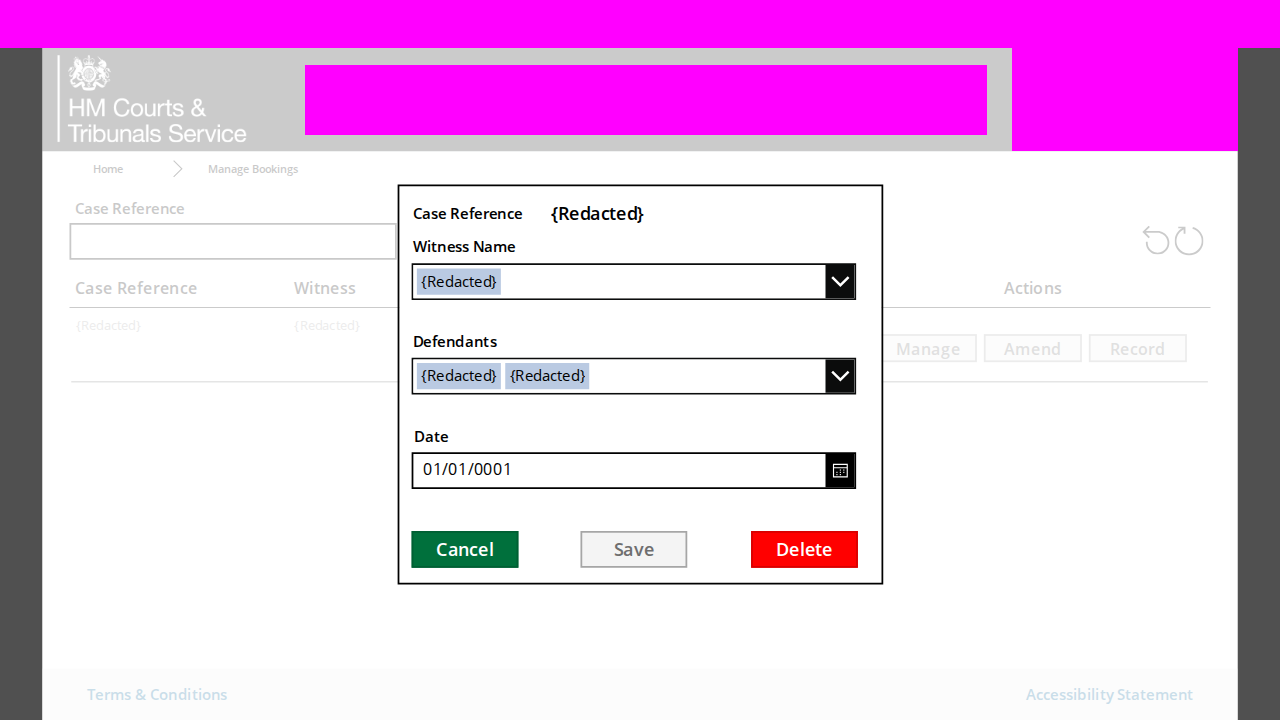 HM Courts &
Tribunals Service
Home
Manage Bookings
Case Reference
Case Reference
Witness
Actions
{Redacted}
{Redacted}
Manage
Amend
Record
Case Reference {Redacted}
Witness Name
{Redacted}
Defendants
{Redacted} {Redacted}
Date
01/01/0001
Cancel
Save
Delete
Terms & Conditions
Accessibility Statement